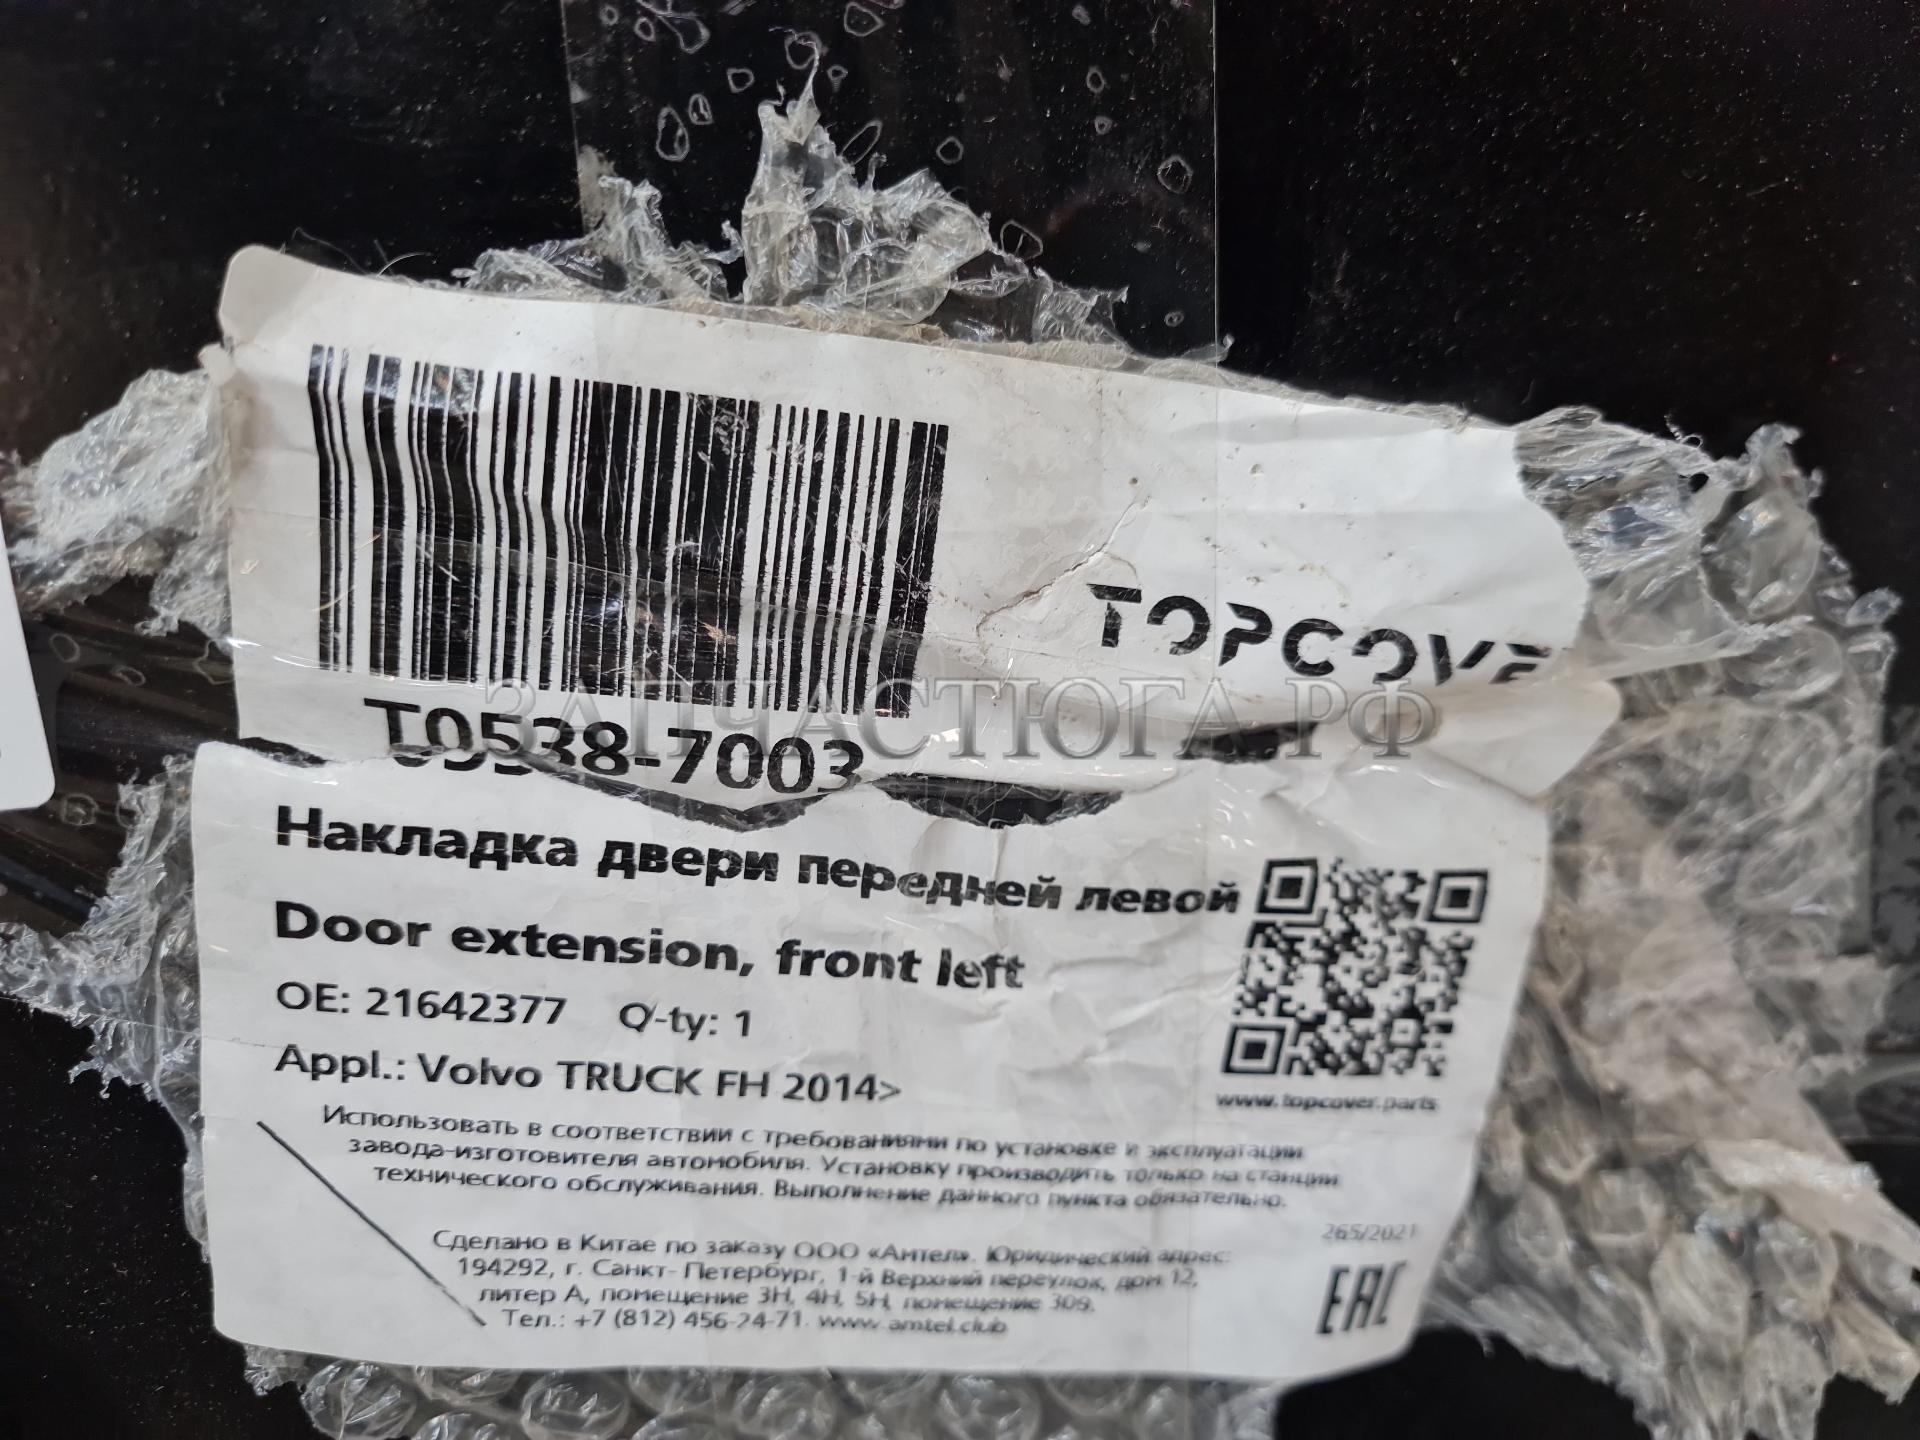 TOPCOVE
ЗАПЧАСТЮГА.РФ
T0538-7003
Накладка двери передней левой
Door extension, front left
OE: 21642377 Q-ty: 1
Appl.: Volvo TRUCK FH 2014>
www.topcover.parts
Использовать в соответствии с требованиями по установке и эксплуатации
завода-изготовителя автомобиля. Установку производить только на станции
технического обслуживания. Выполнение данного пункта обязательно.
265/2021
Сделано в Китае по заказу ООО «Амтел». Юридический адрес:
194292, г. Санкт-Петербург, 1-й Верхний переулок, дом 12,
литер А, помещение 3Н, 4Н, 5Н, помещение 309.
Тел.: +7 (812) 456-24-71. www.amtel.club
EAC